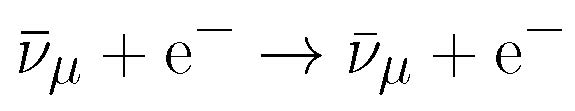 ν̄_μ + e⁻ → ν̄_μ + e⁻